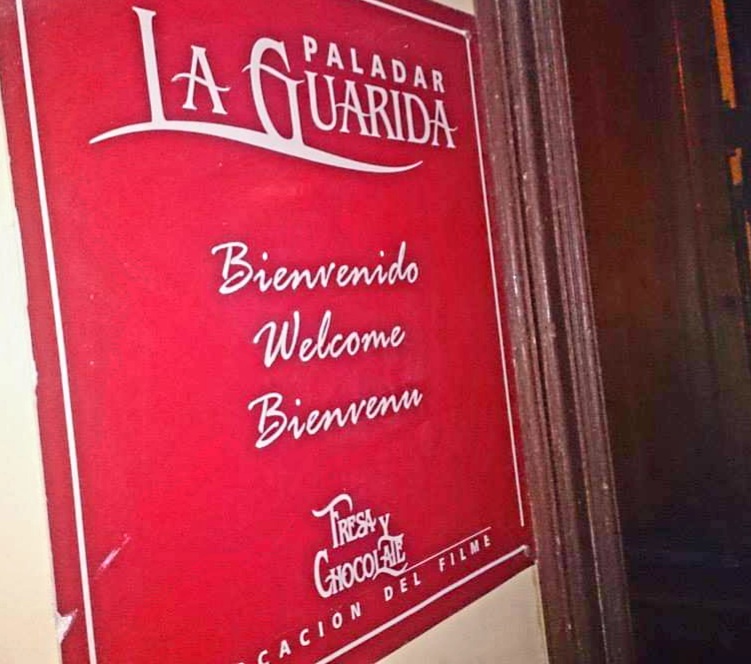 PALADAR
LA GUARIDA
Bienvenido
Welcome
Bienvenu
FRESA Y
CHOCOLATE
DEL FILME